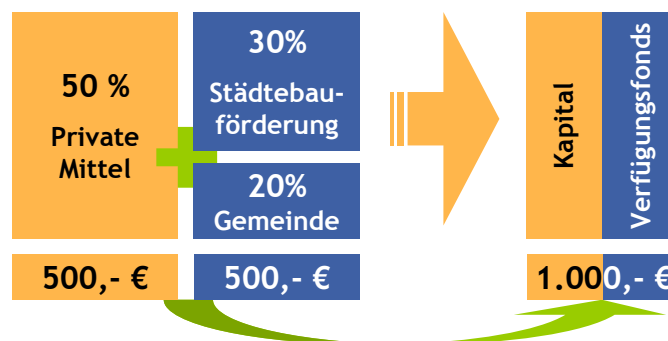 50 %
Private
Mittel
30%
Städtebau-
förderung
20%
Gemeinde
Kapital
Verfügungsfonds
500,- €
500,- €
1.000,- €